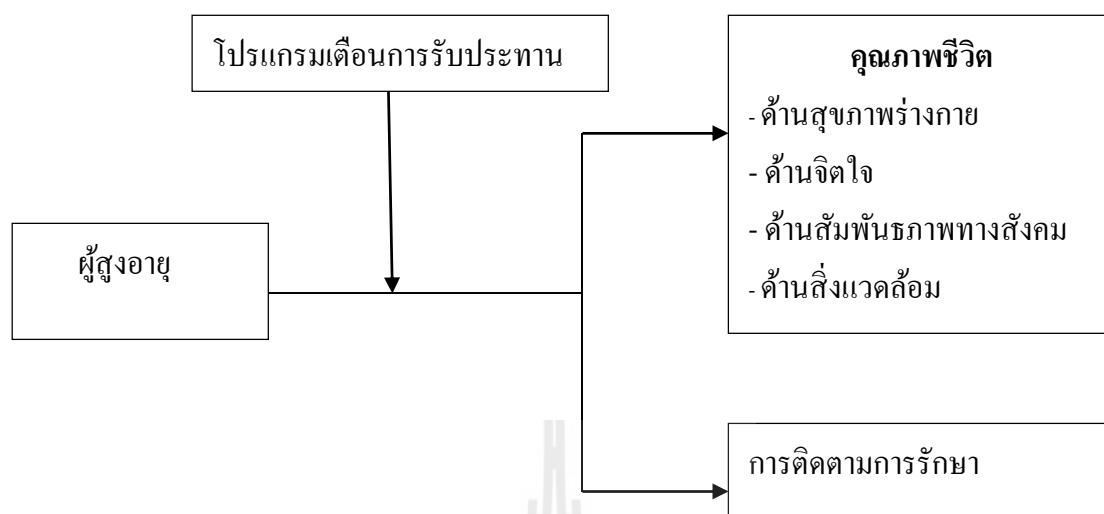 โปรแกรมเตือนการรับประทาน
คุณภาพชีวิต
- ด้านสุขภาพร่างกาย
- ด้านจิตใจ
- ด้านสัมพันธภาพทางสังคม
- ด้านสิ่งแวดล้อม
ผู้สูงอายุ
การติดตามการรักษา